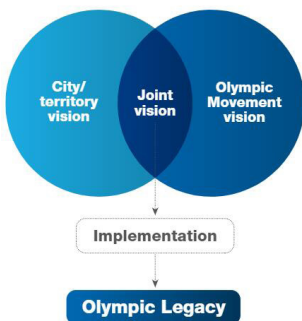 City/
territory
vision
Joint
vision
Olympic
Movement
vision
Implementation
Olympic Legacy